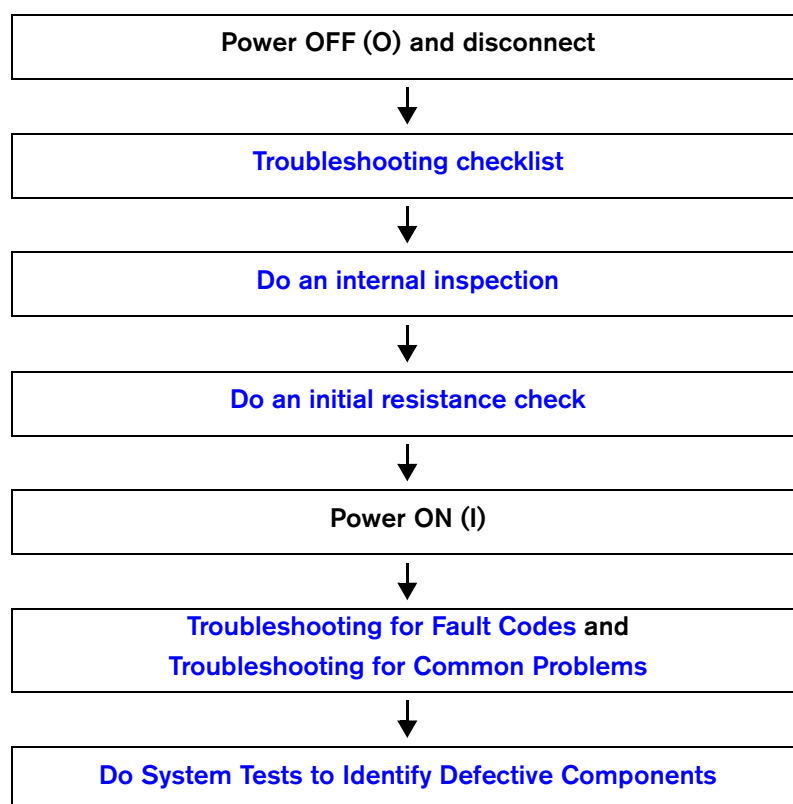 Power OFF (O) and disconnect
Troubleshooting checklist
Do an internal inspection
Do an initial resistance check
Power ON (I)
Troubleshooting for Fault Codes and
Troubleshooting for Common Problems
Do System Tests to Identify Defective Components